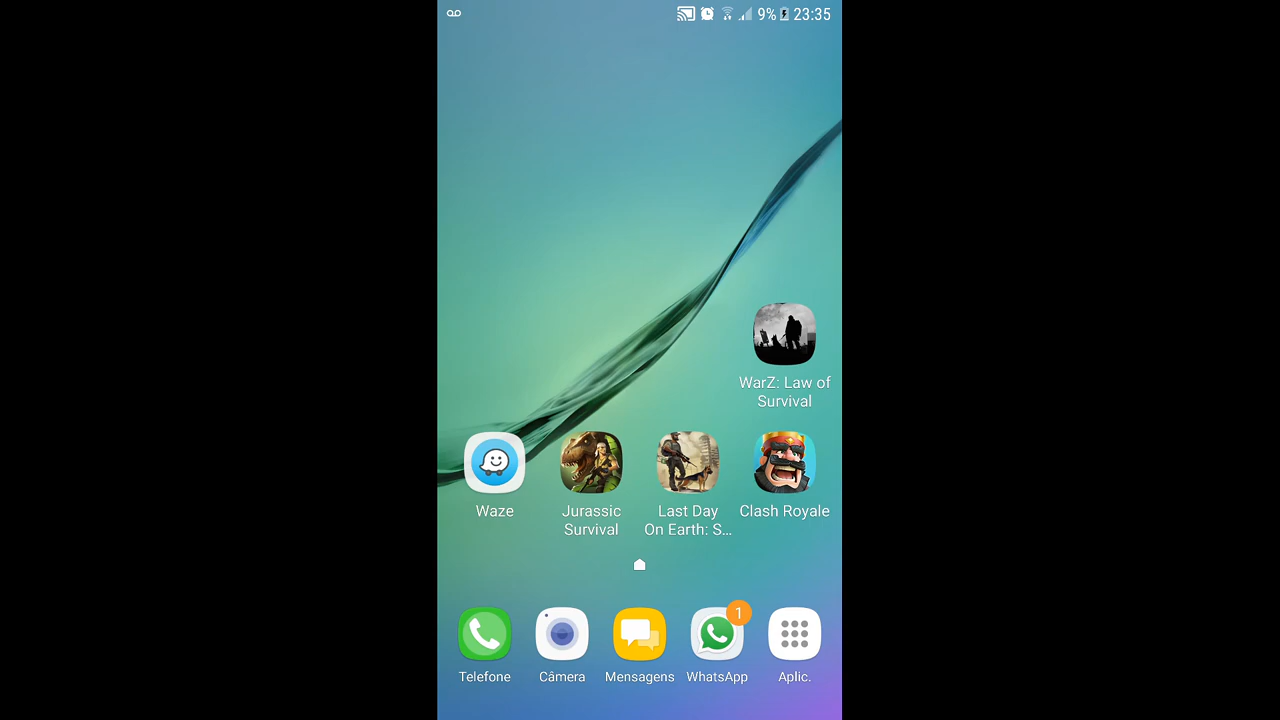 9% 23:35
WarZ: Law of
Survival
Waze
Jurassic
Survival
Last Day
On Earth: S...
Clash Royale
1
Telefone
Câmera
Mensagens
WhatsApp
Aplic.